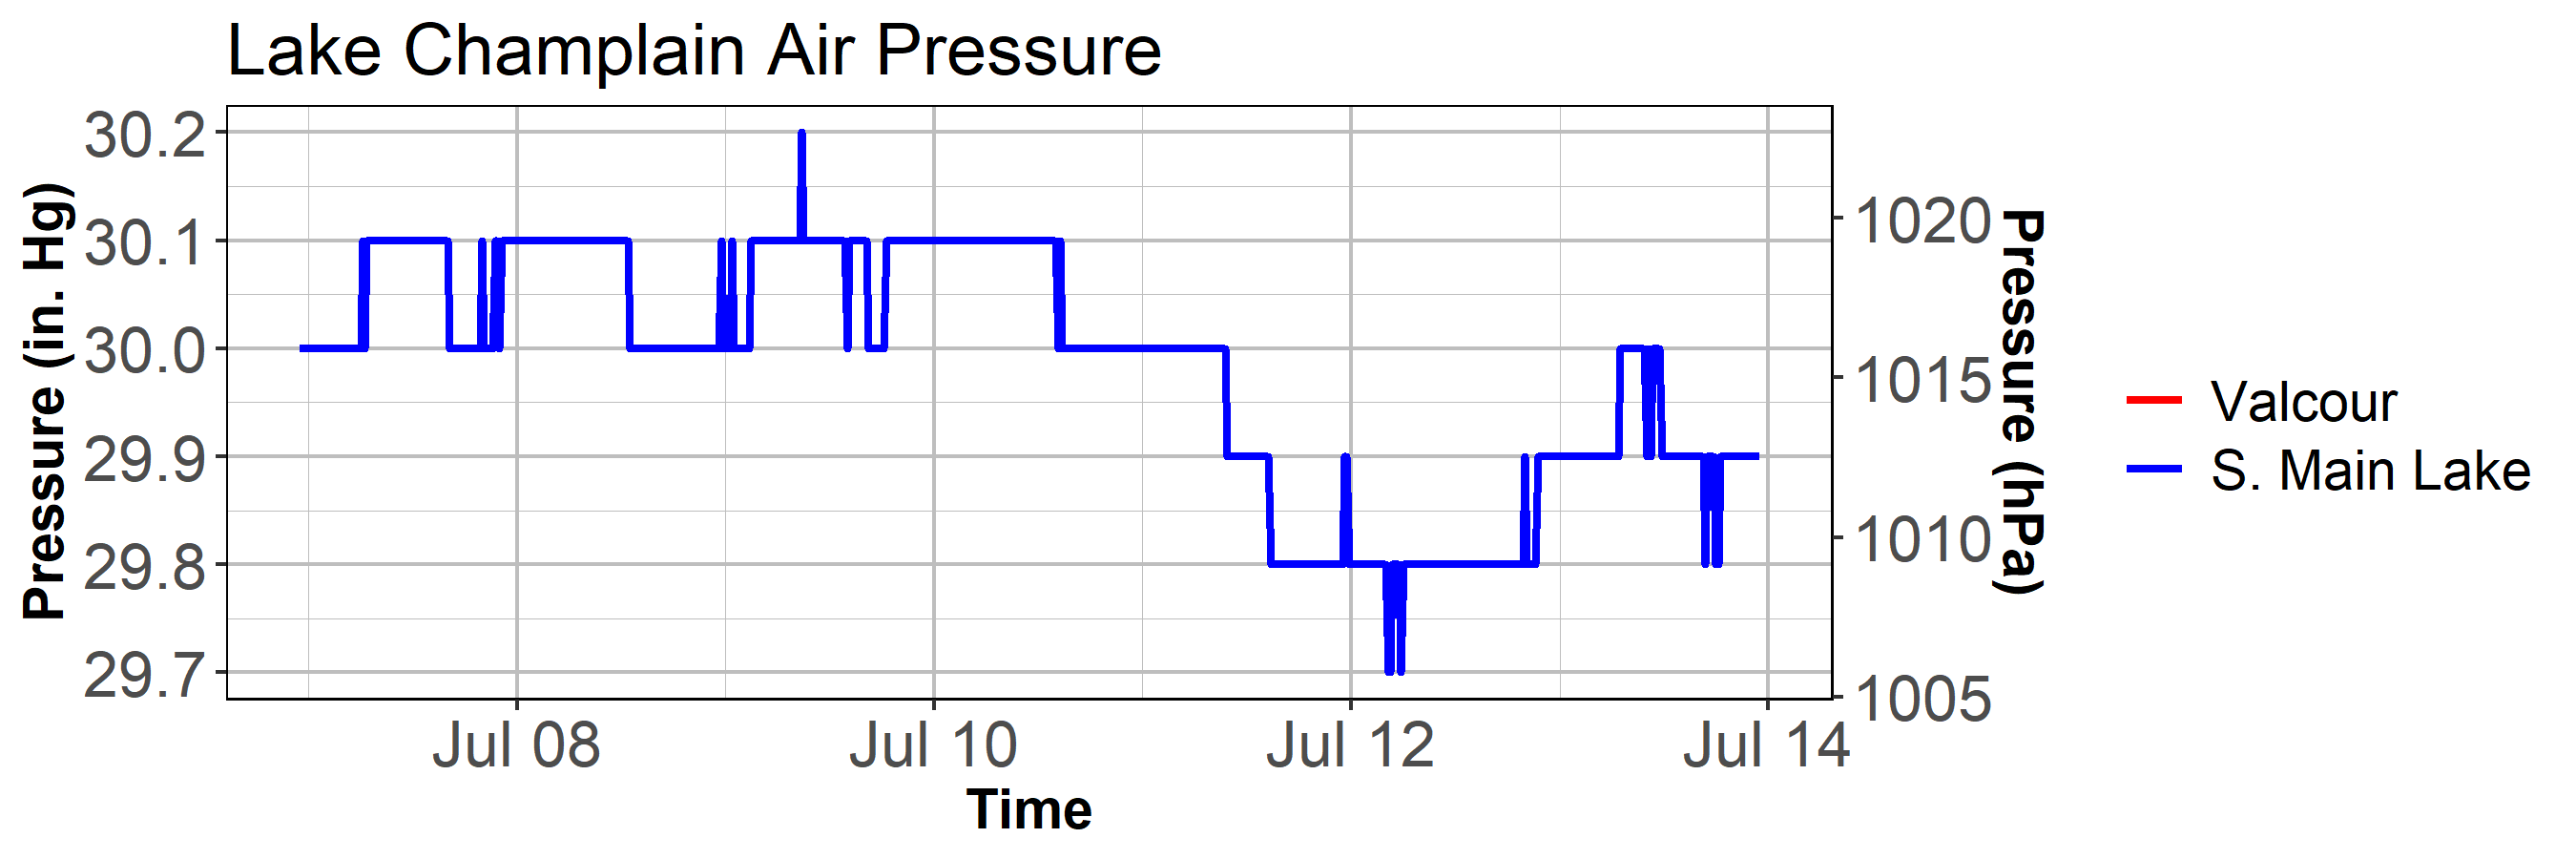 Lake Champlain Air Pressure
Pressure (in. Hg)
30.2
30.1
30.0
29.9
29.8
29.7
1020
1015
1010
1005
Pressure (hPa)
Jul 08 Jul 10 Jul 12 Jul 14
Time
Valcour
S. Main Lake